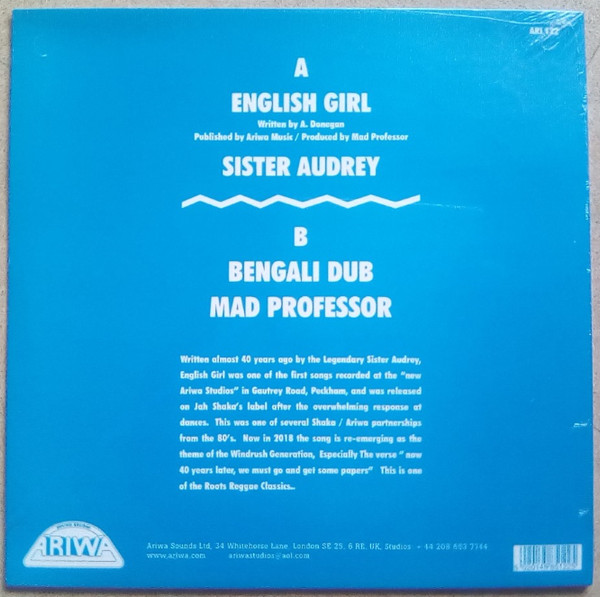 A
ENGLISH GIRL
Written by A. Donegan
Published by Ariwa Music / Produced by Mad Professor
SISTER AUDREY
B
BENGALI DUB
MAD PROFESSOR
Written almost 40 years ago by the Legendary Sister Audrey,
English Girl was one of the first songs recorded at the "new
Ariwa Studios" in Gautrey Road, Peckham, and was released
on Jah Shaka's label after the overwhelming response at
dances. This was one of several Shaka / Ariwa partnerships
from the 80's. Now in 2018 the song is re-emerging as the
theme of the Windrush Generation, Especially The verse " now
40 years later, we must go and get some papers" This is one
of the Roots Reggae Classics..
ARIWA
Ariwa Sounds Ltd, 34 Whitehorse Lane, London SE 25, 6 RE, UK, Studios + 44 208 653 7744
www.ariwa.com ariwastudios@aol.com